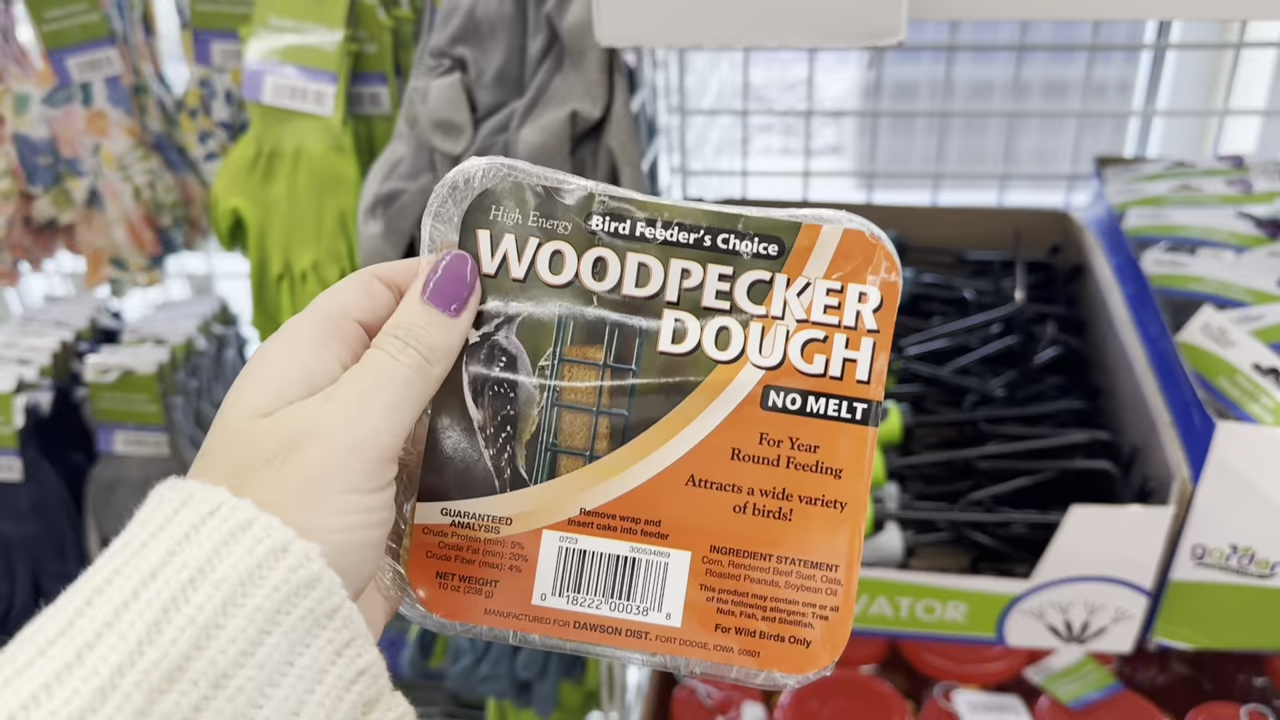 High Energy
Bird Feeder's Choice
WOODPECKER
DOUGH
NO MELT
For Year
Round Feeding
Attracts a wide variety
of birds!
GUARANTEED
ANALYSIS
Crude Protein (min): 5%
Crude Fat (min): 20%
Crude Fiber (max): 4%
NET WEIGHT
10 oz (238 g)
Remove wrap and
insert cake into feeder
0723 300534869
0 18222 00038 8
INGREDIENT STATEMENT
Corn, Rendered Beef Suet, Oats,
Roasted Peanuts, Soybean Oil
This product may contain one or all
of the following allergens: Tree
Nuts, Fish, and Shellfish.
For Wild Birds Only
MANUFACTURED FOR DAWSON DIST. FORT DODGE, IOWA 50501
VATOR
garden